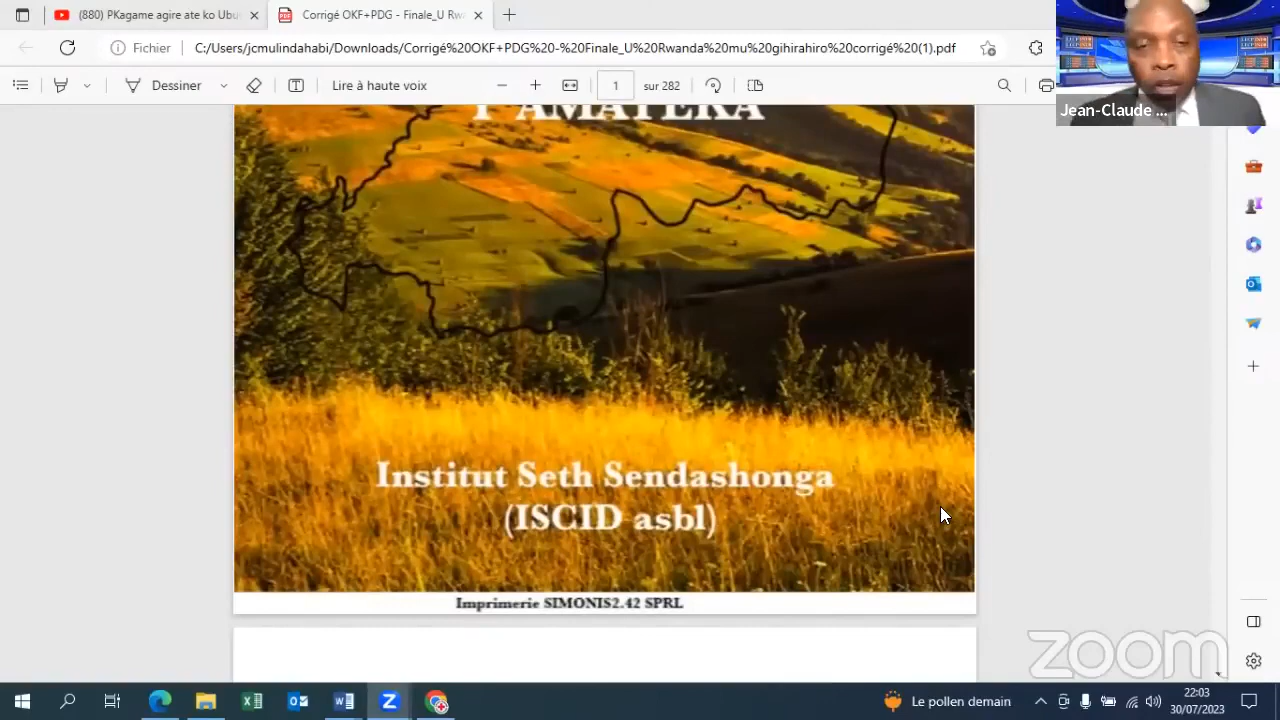 (880) PKagame agire ate ko Ubu
Corrigé OKF+PDG - Finale_U Rwa
Fichier
C:/Users/jcmulindahabi/Downloads/Corrigé%20OKF+PDG%20-%20Finale_U%20Rwanda%20mu%20gihirahiro%20corrigé%20(1).pdf
Dessiner
Lire à haute voix
1
sur 282
Jean-Claude ...
Y'AMATEKA
Institut Seth Sendashonga
(ISCID asbl)
Imprimerie SIMONIS2.42 SPRL
zoom
Le pollen demain
22:03
30/07/2023